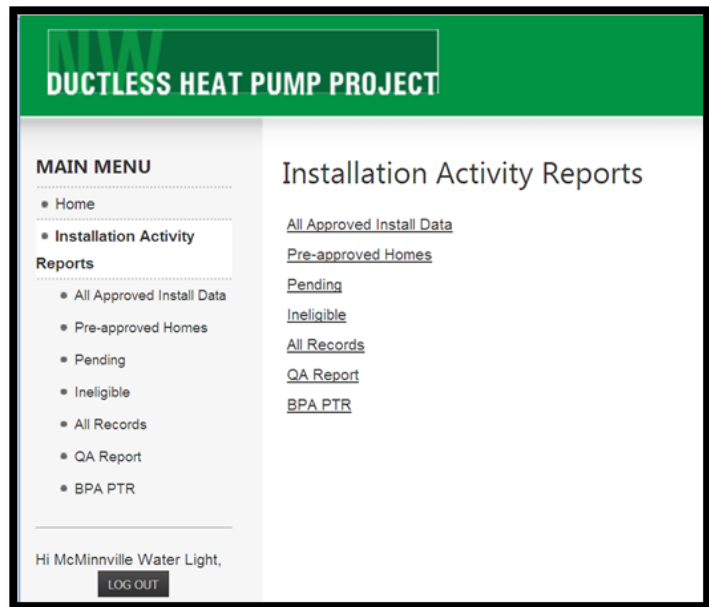 NW
DUCTLESS HEAT PUMP PROJECT
MAIN MENU
Home
Installation Activity
Reports
All Approved Install Data
Pre-approved Homes
Pending
Ineligible
All Records
QA Report
BPA PTR
Hi McMinnville Water Light,
LOG OUT
Installation Activity Reports
All Approved Install Data
Pre-approved Homes
Pending
Ineligible
All Records
QA Report
BPA PTR